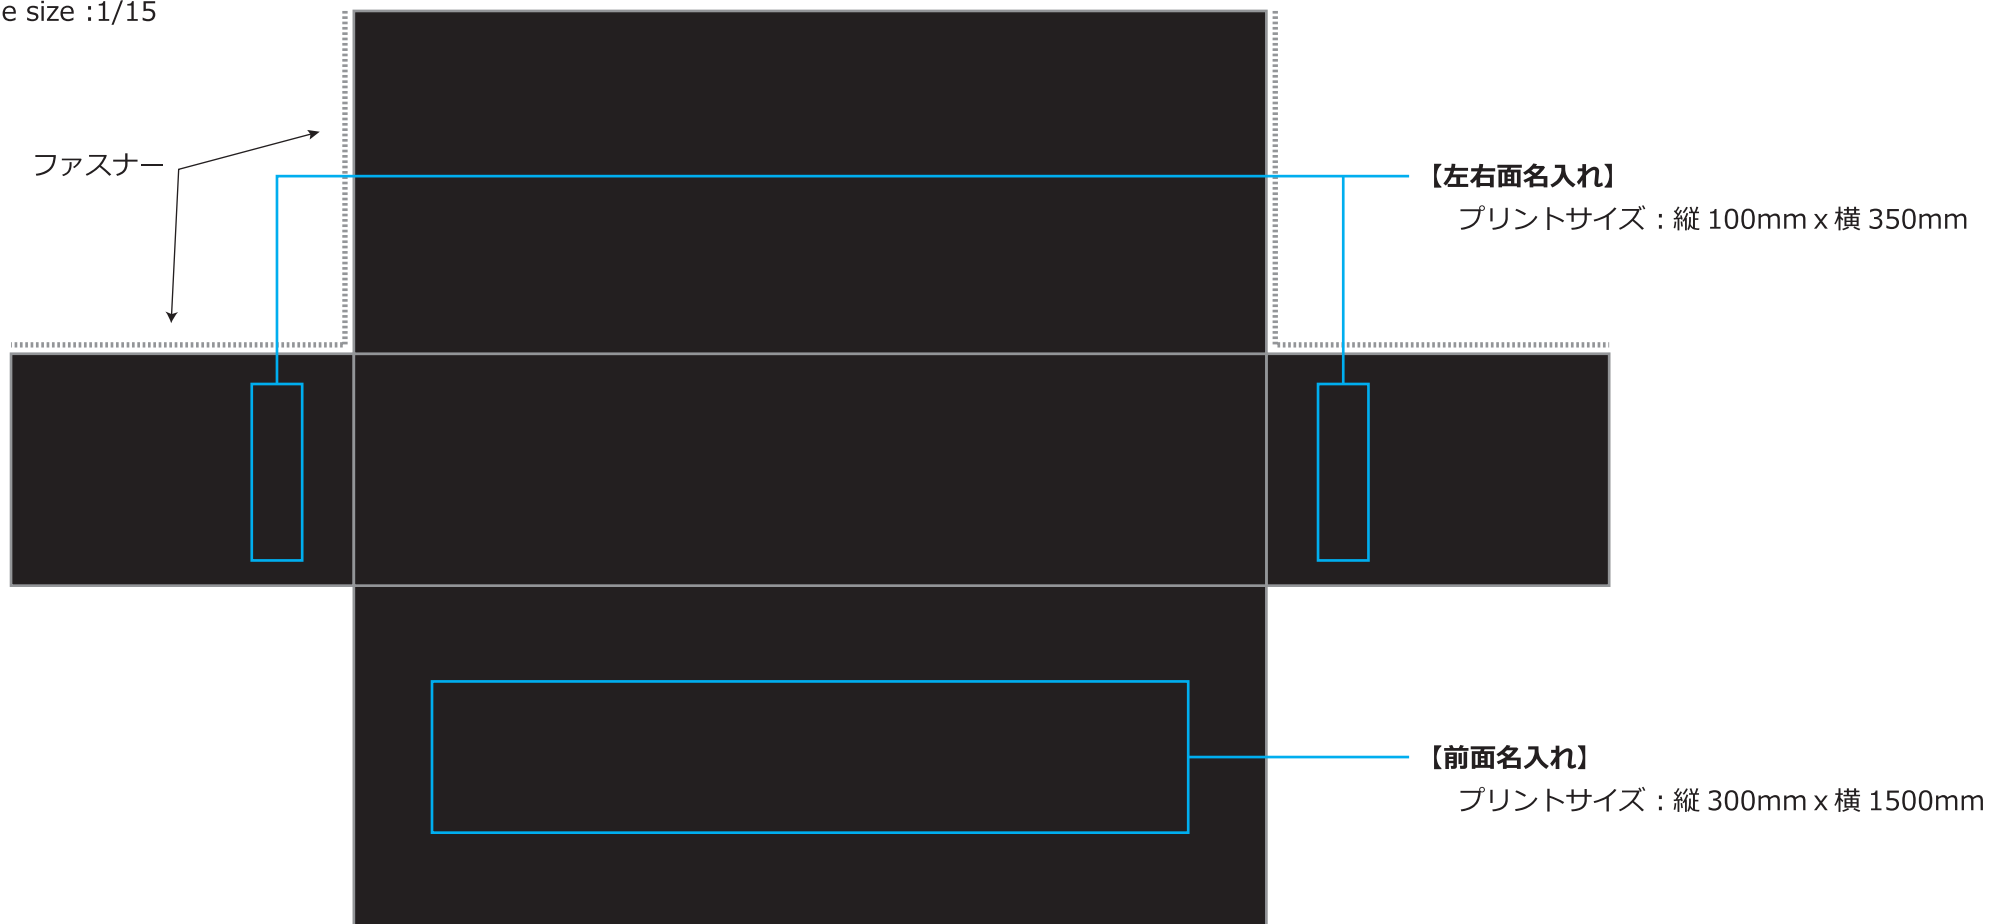 e size :1/15
ファスナー
【左右面名入れ】
プリントサイズ：縦 100mm x 横 350mm
【前面名入れ】
プリントサイズ：縦 300mm x 横 1500mm